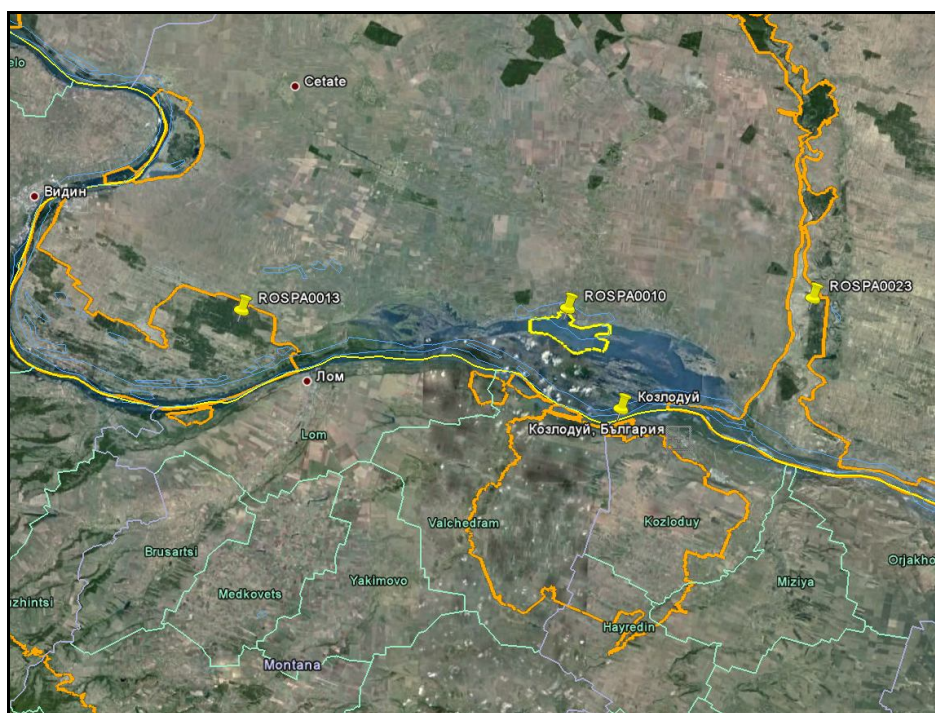 elo
Cetate
Видин
ROSPA0013
ROSPA0010
ROSPA0023
Лом
Козлодуй
Козлодуй, България
Lom
Valchedram
Kozloduy
Brusartsi
Orjakho
Yakimovo
Miziya
Medkovets
uzhintsi
Hayredin
Montana